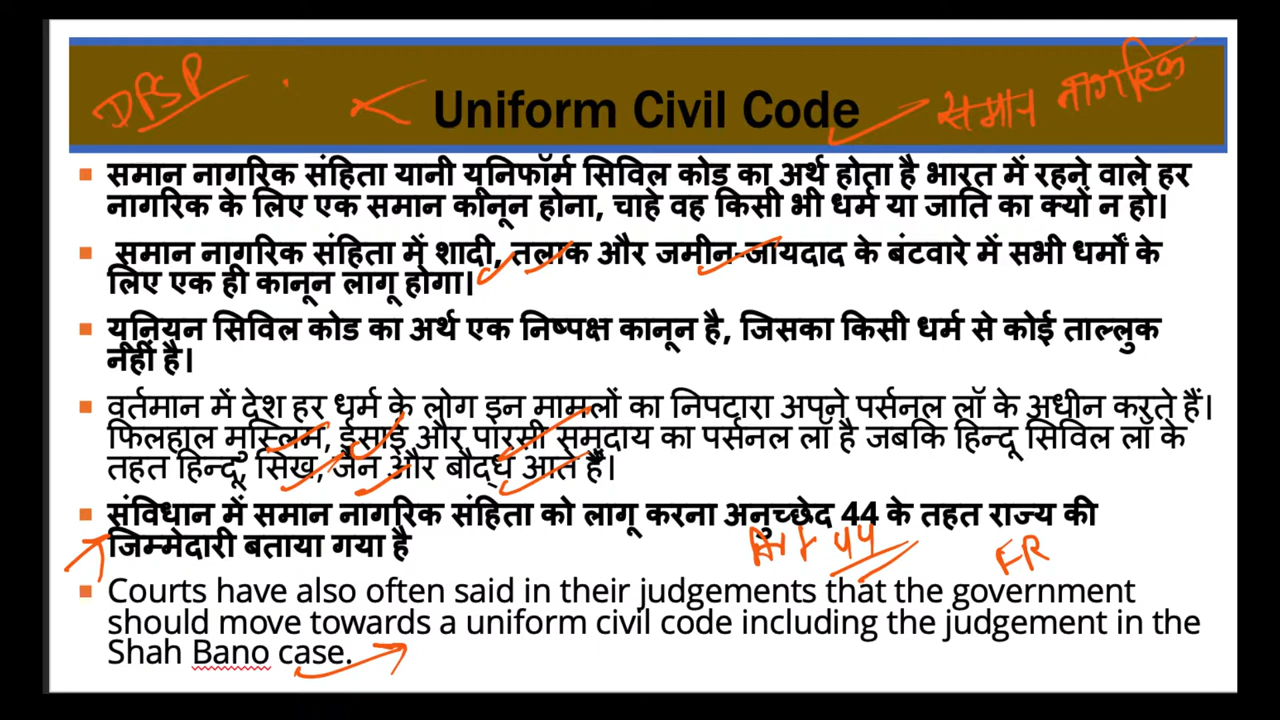 DPSP
Uniform Civil Code
समान नागरिक
समान नागरिक संहिता यानी यूनिफॉर्म सिविल कोड का अर्थ होता है भारत में रहने वाले हर
नागरिक के लिए एक समान कानून होना, चाहे वह किसी भी धर्म या जाति का क्यों न हो।
समान नागरिक संहिता में शादी, तलाक और जमीन-जायदाद के बंटवारे में सभी धर्मों के
लिए एक ही कानून लागू होगा।
यूनियन सिविल कोड का अर्थ एक निष्पक्ष कानून है, जिसका किसी धर्म से कोई ताल्लुक
नहीं है।
वर्तमान में देश हर धर्म के लोग इन मामलों का निपटारा अपने पर्सनल लॉ के अधीन करते हैं।
फिलहाल मुस्लिम, ईसाई और पारसी समुदाय का पर्सनल लॉ है जबकि हिन्दू सिविल लॉ के
तहत हिन्दू, सिख, जैन और बौद्ध आते हैं।
संविधान में समान नागरिक संहिता को लागू करना अनुच्छेद 44 के तहत राज्य की
जिम्मेदारी बताया गया है
Art 44
FR
Courts have also often said in their judgements that the government
should move towards a uniform civil code including the judgement in the
Shah Bano case.